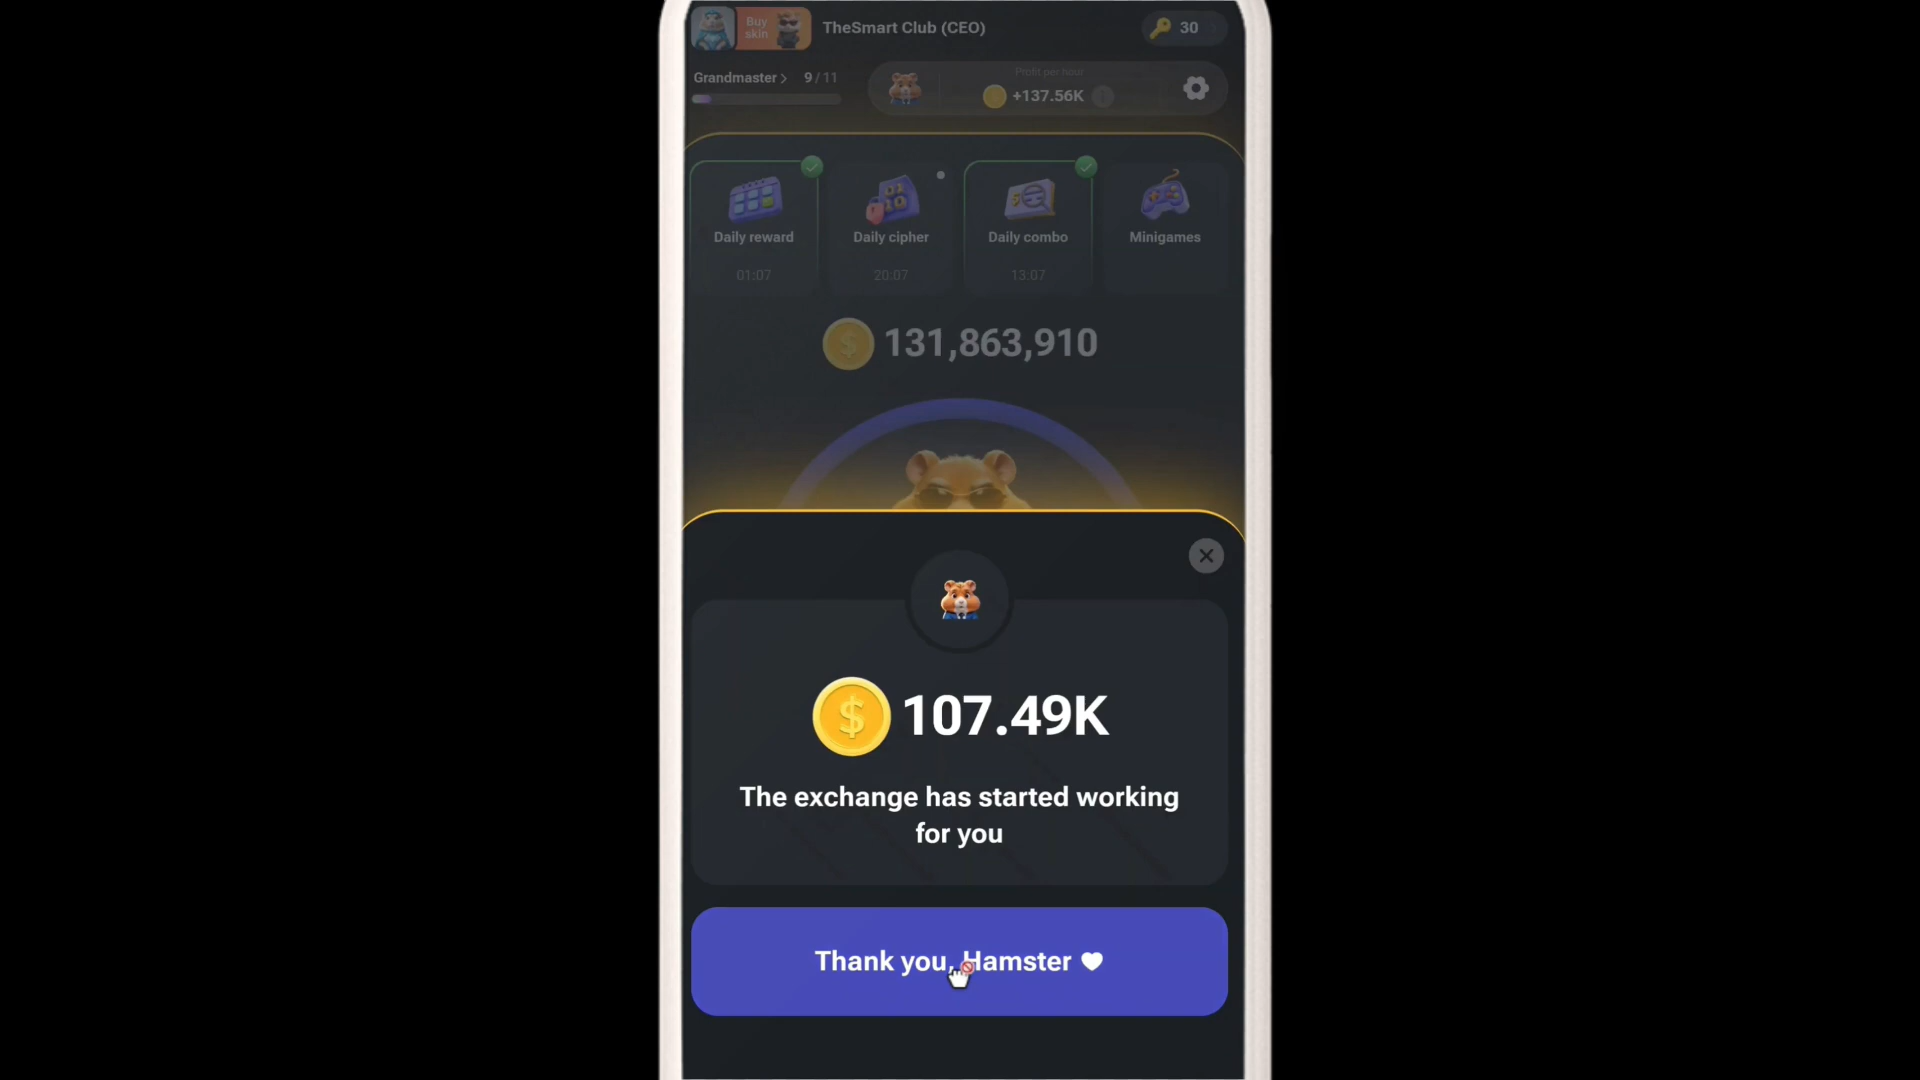 Buy
skin
TheSmart Club (CEO)
30
Grandmaster >
9 / 11
Profit per hour
+137.56K
Daily reward
01:07
Daily cipher
20:07
Daily combo
13:07
Minigames
131,863,910
107.49K
The exchange has started working
for you
Thank you, Hamster